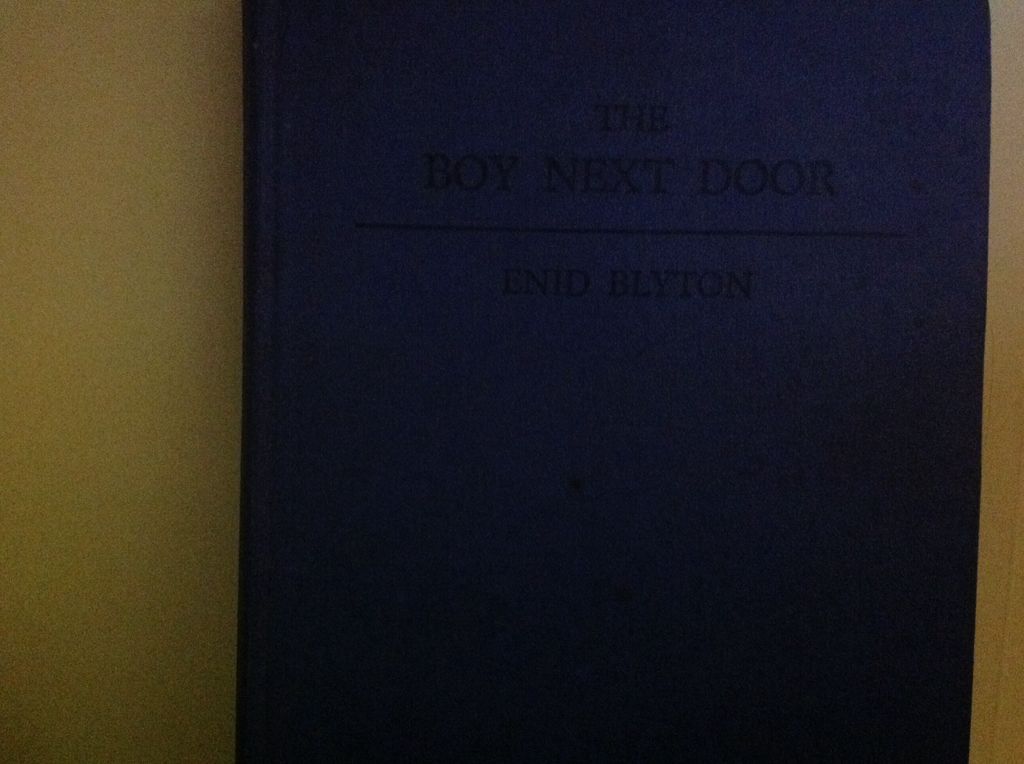 THE
BOY NEXT DOOR
ENID BLYTON